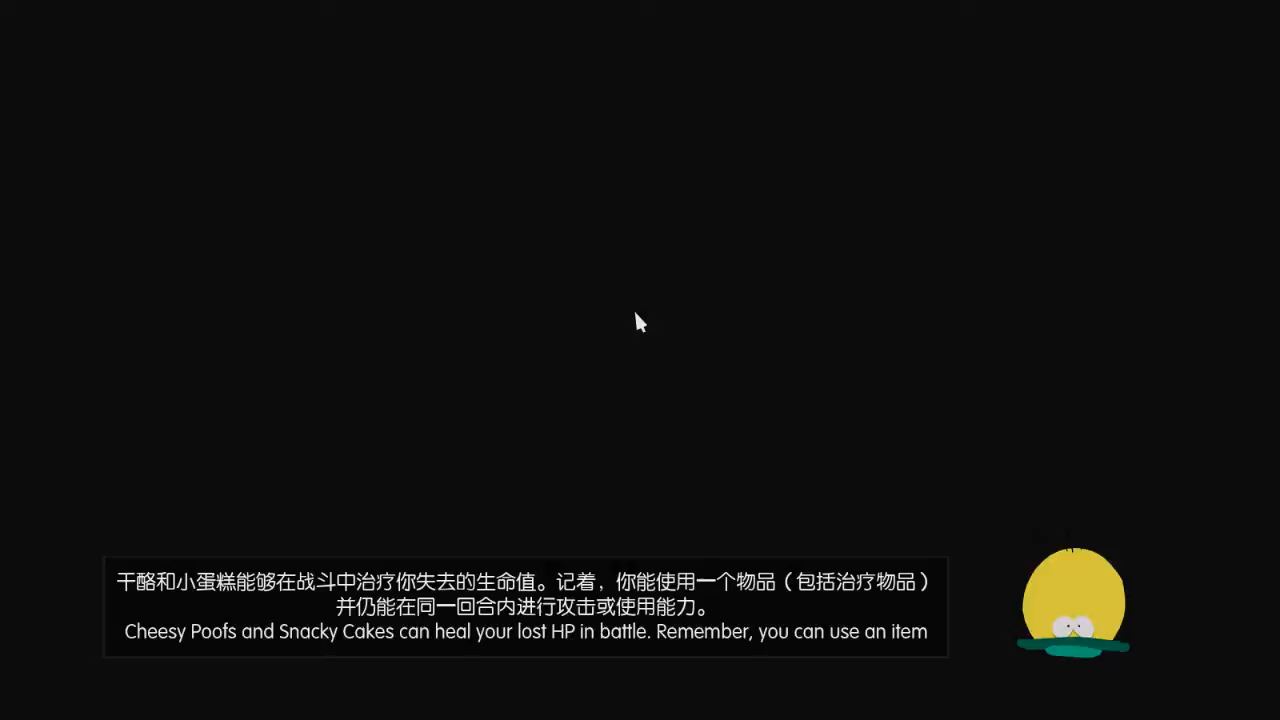 干酪和小蛋糕能够在战斗中治疗你失去的生命值。记着，你能使用一个物品（包括治疗物品）
并仍能在同一回合内进行攻击或使用能力。
Cheesy Poofs and Snacky Cakes can heal your lost HP in battle. Remember, you can use an item